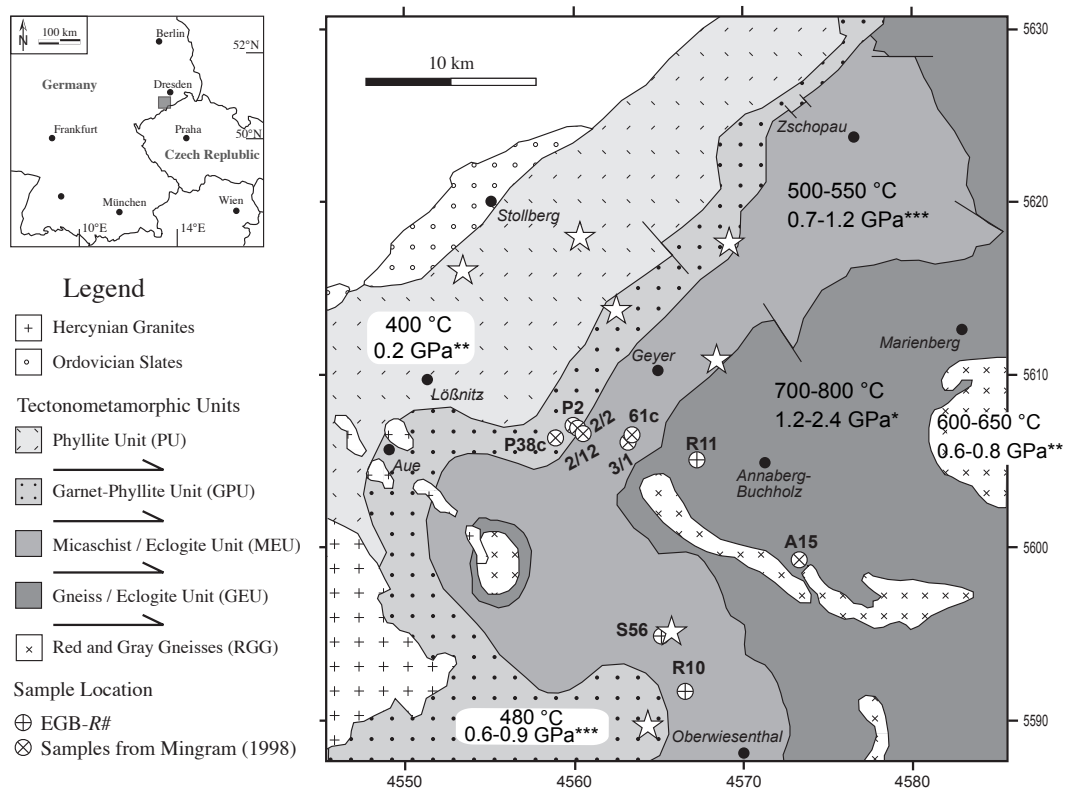 N
100 km
Berlin
52°N
Germany
Dresden
Frankfurt
Praha
50°N
Czech Replublic
München
Wien
10°E
14°E
Legend
Hercynian Granites
Ordovician Slates
Tectonometamorphic Units
Phyllite Unit (PU)
Garnet-Phyllite Unit (GPU)
Micaschist / Eclogite Unit (MEU)
Gneiss / Eclogite Unit (GEU)
Red and Gray Gneisses (RGG)
Sample Location
EGB-R#
Samples from Mingram (1998)
10 km
5630
Zschopau
500-550 °C
0.7-1.2 GPa***
5620
Stollberg
400 °C
0.2 GPa**
Marienberg
Geyer
5610
Lößnitz
700-800 °C
1.2-2.4 GPa*
600-650 °C
0.6-0.8 GPa**
P2
2/2
61c
P38c
2/12
3/1
R11
Aue
Annaberg-
Buchholz
A15
5600
S56
R10
480 °C
0.6-0.9 GPa***
Oberwiesenthal
5590
4550
4560
4570
4580